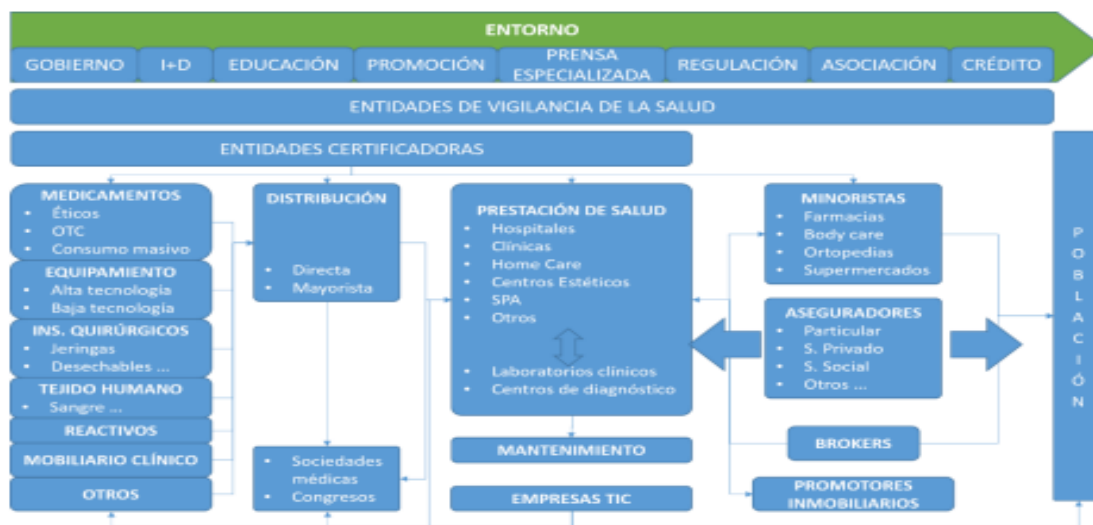 ENTORNO
GOBIERNO
I+D
EDUCACIÓN
PROMOCIÓN
PRENSA
ESPECIALIZADA
REGULACIÓN
ASOCIACIÓN
CRÉDITO
ENTIDADES DE VIGILANCIA DE LA SALUD
ENTIDADES CERTIFICADORAS
MEDICAMENTOS
• Éticos
• OTC
• Consumo masivo
EQUIPAMIENTO
• Alta tecnología
• Baja tecnología
INS. QUIRÚRGICOS
• Jeringas
• Desechables ...
TEJIDO HUMANO
• Sangre ...
REACTIVOS
MOBILIARIO CLÍNICO
OTROS
DISTRIBUCIÓN
• Directa
• Mayorista
• Sociedades
médicas
• Congresos
PRESTACIÓN DE SALUD
• Hospitales
• Clínicas
• Home Care
• Centros Estéticos
• SPA
• Otros
• Laboratorios clínicos
• Centros de diagnóstico
MANTENIMIENTO
EMPRESAS TIC
MINORISTAS
• Farmacias
• Body care
• Ortopedias
• Supermercados
ASEGURADORES
• Particular
• S. Privado
• S. Social
• Otros ...
BROKERS
PROMOTORES
INMOBILIARIOS
POBLACIÓN